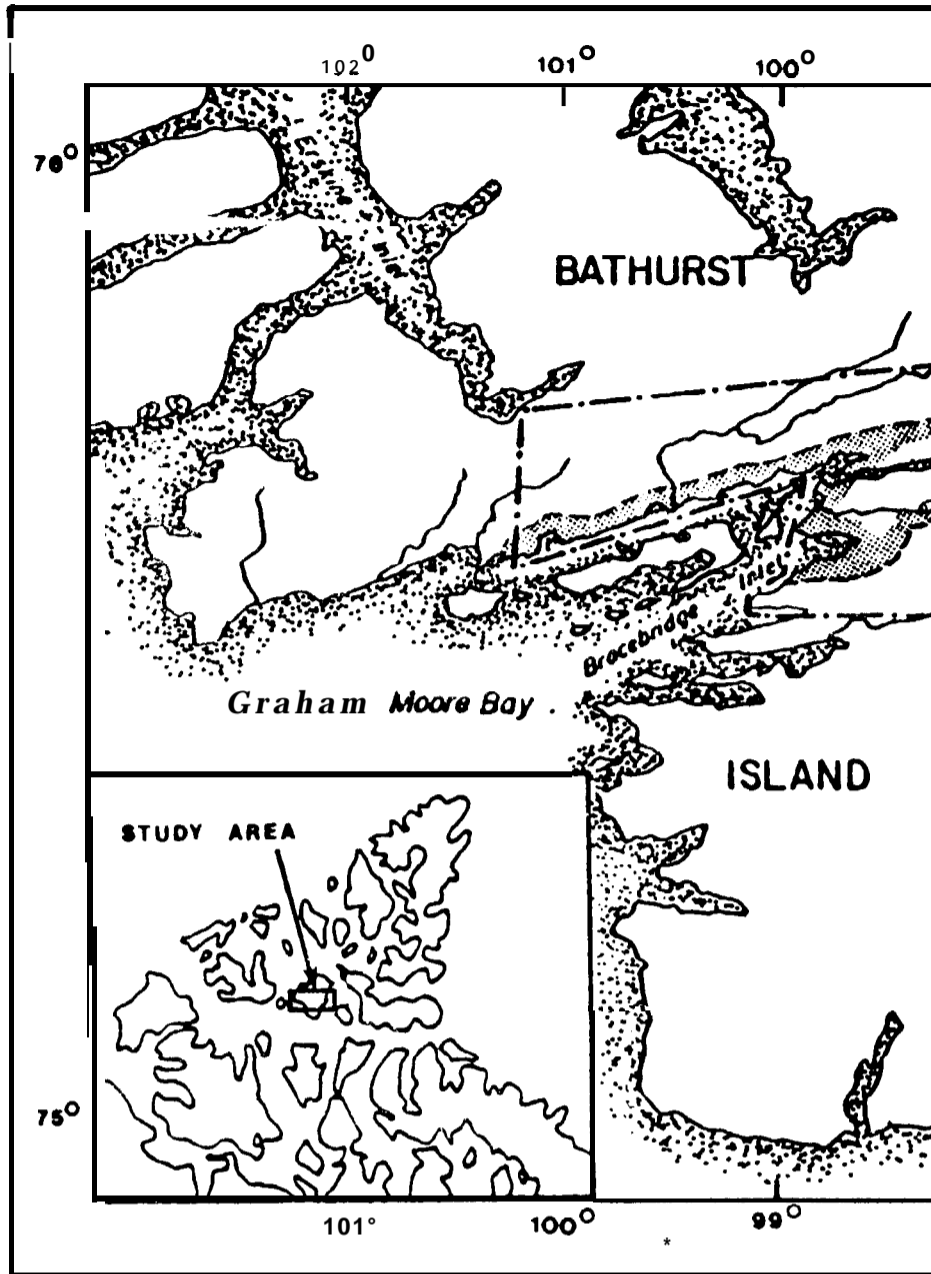 102° 101° 100°
76°
BATHURST
Bracebridge Inlet
Graham Moore Bay .
ISLAND
STUDY AREA
75°
101° 100° 99°
*